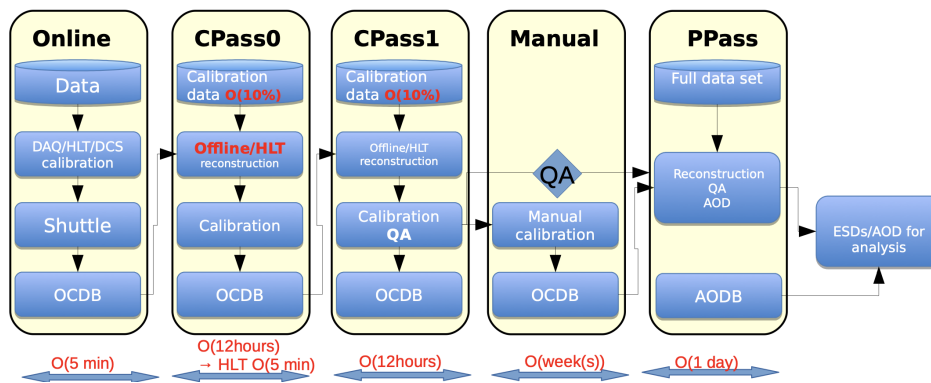 Online
Data
DAQ/HLT/DCS
calibration
Shuttle
OCDB
O(5 min)
CPass0
Calibration
data O(10%)
Offline/HLT
reconstruction
Calibration
OCDB
O(12hours)
→ HLT O(5 min)
CPass1
Calibration
data O(10%)
Offline/HLT
reconstruction
Calibration
QA
OCDB
O(12hours)
Manual
QA
Manual
calibration
OCDB
O(week(s)
PPass
Full data set
Reconstruction
QA
AOD
AODB
O(1 day)
ESDs/AOD for
analysis